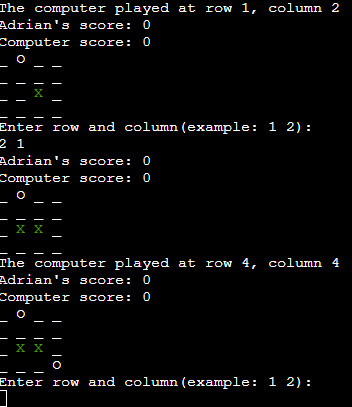 The computer played at row 1, column 2
Adrian's score: 0
Computer score: 0
_ O _ _
_ _ _ _
_ _ X _
_ _ _ _
Enter row and column(example: 1 2):
2 1
Adrian's score: 0
Computer score: 0
_ O _ _
_ _ _ _
_ X X _
_ _ _ _
The computer played at row 4, column 4
Adrian's score: 0
Computer score: 0
_ O _ _
_ _ _ _
_ X X _
_ _ _ O
Enter row and column(example: 1 2):